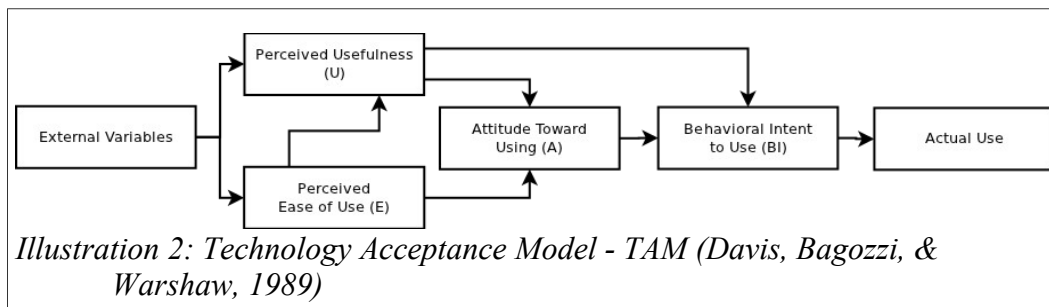 Perceived Usefulness
(U)
External Variables
Attitude Toward
Using (A)
Behavioral Intent
to Use (BI)
Actual Use
Perceived
Ease of Use (E)
Illustration 2: Technology Acceptance Model - TAM (Davis, Bagozzi, &
Warshaw, 1989)